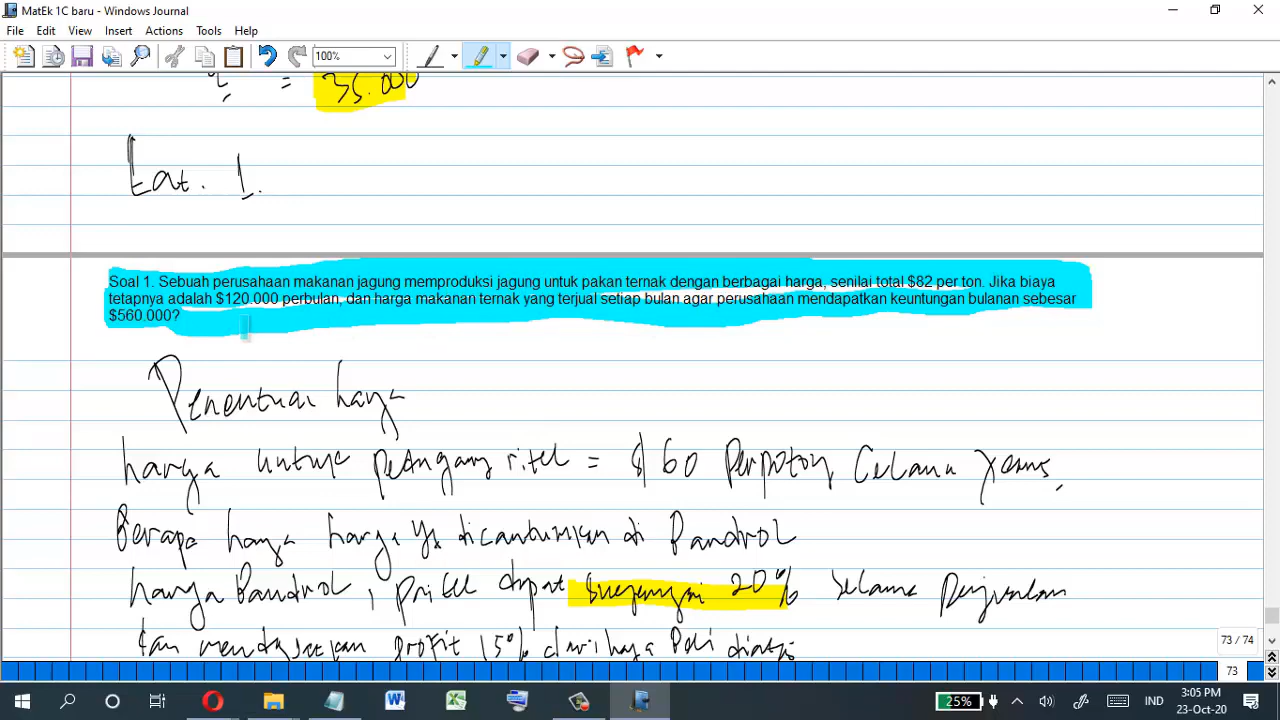 MatEk 1C baru - Windows Journal
File Edit View Insert Actions Tools Help
100%
= 35.000
Lat. 1.
Soal 1. Sebuah perusahaan makanan jagung memproduksi jagung untuk pakan ternak dengan berbagai harga, senilai total $82 per ton. Jika biaya
tetapnya adalah $120.000 perbulan, dan harga makanan ternak yang terjual setiap bulan agar perusahaan mendapatkan keuntungan bulanan sebesar
$560.000?
Penentuan harga
harga untuk pedagang ritel = $ 60 Perpotong Celana Jeans,
Berapa harga harga yg dicantumkan di Bandrol
harga Bandrol, dapat 20% selama Penjualan
dan mendapatkan profit 15% dari harga
73 / 74
73
25%
IND
3:05 PM
23-Oct-20